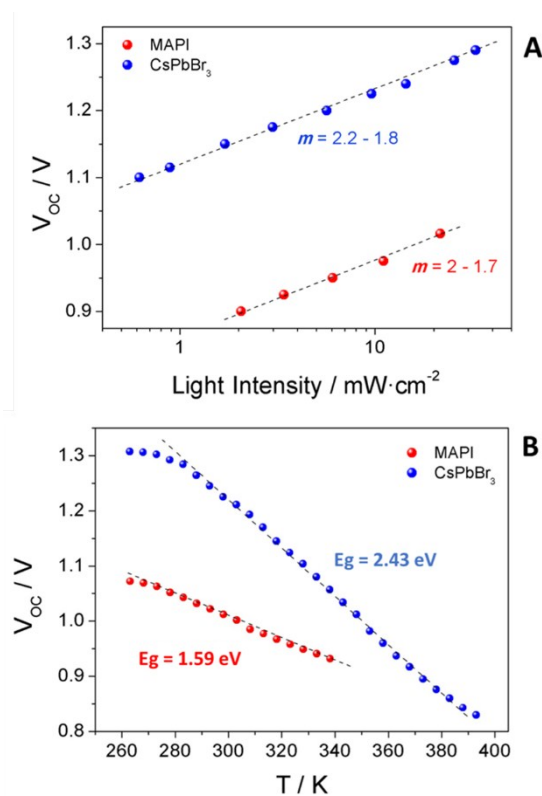 A
MAPI
CsPbBr₃
1.3
1.2
1.1
1.0
0.9
V_OC / V
m = 2.2 - 1.8
m = 2 - 1.7
1
10
Light Intensity / mW·cm⁻²
B
MAPI
CsPbBr₃
1.3
1.2
1.1
1.0
0.9
0.8
V_OC / V
Eg = 2.43 eV
Eg = 1.59 eV
260 280 300 320 340 360 380 400
T / K